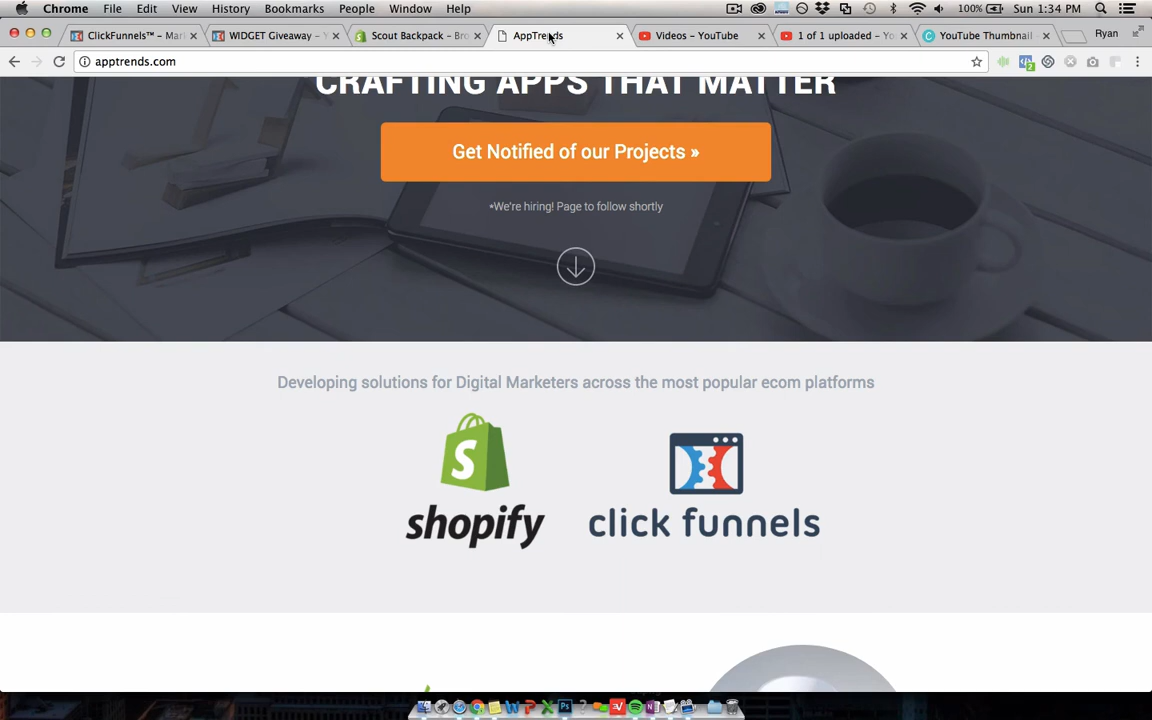 Chrome File Edit View History Bookmarks People Window Help 100% Sun 1:34 PM
ClickFunnels™ – Mar
WIDGET Giveaway –
Scout Backpack – Bro
AppTrends
Videos – YouTube
1 of 1 uploaded – Yo
YouTube Thumbnail
Ryan
apptrends.com
2
CRAFTING APPS THAT MATTER
Get Notified of our Projects »
*We're hiring! Page to follow shortly
Developing solutions for Digital Marketers across the most popular ecom platforms
S
shopify
click funnels